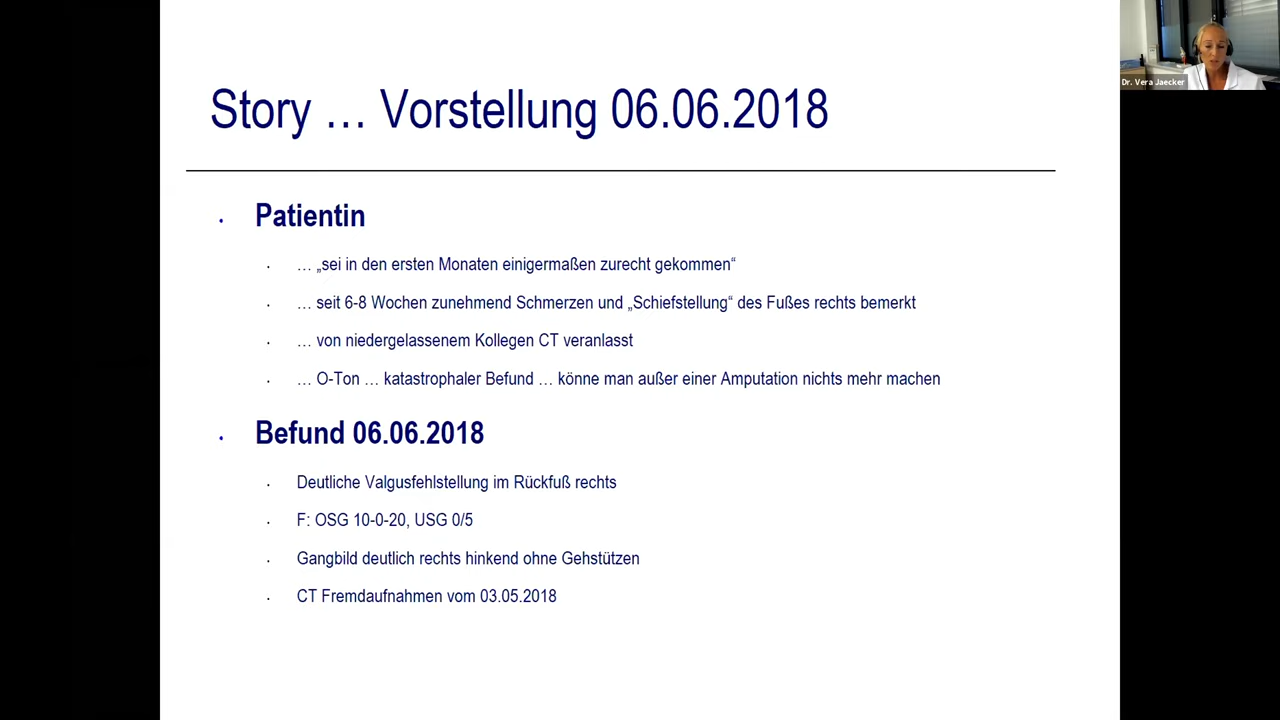 Story … Vorstellung 06.06.2018
Dr. Vera Jaecker
• Patientin
• … „sei in den ersten Monaten einigermaßen zurecht gekommen“
• … seit 6-8 Wochen zunehmend Schmerzen und „Schiefstellung“ des Fußes rechts bemerkt
• … von niedergelassenem Kollegen CT veranlasst
• … O-Ton … katastrophaler Befund … könne man außer einer Amputation nichts mehr machen
• Befund 06.06.2018
• Deutliche Valgusfehlstellung im Rückfuß rechts
• F: OSG 10-0-20, USG 0/5
• Gangbild deutlich rechts hinkend ohne Gehstützen
• CT Fremdaufnahmen vom 03.05.2018